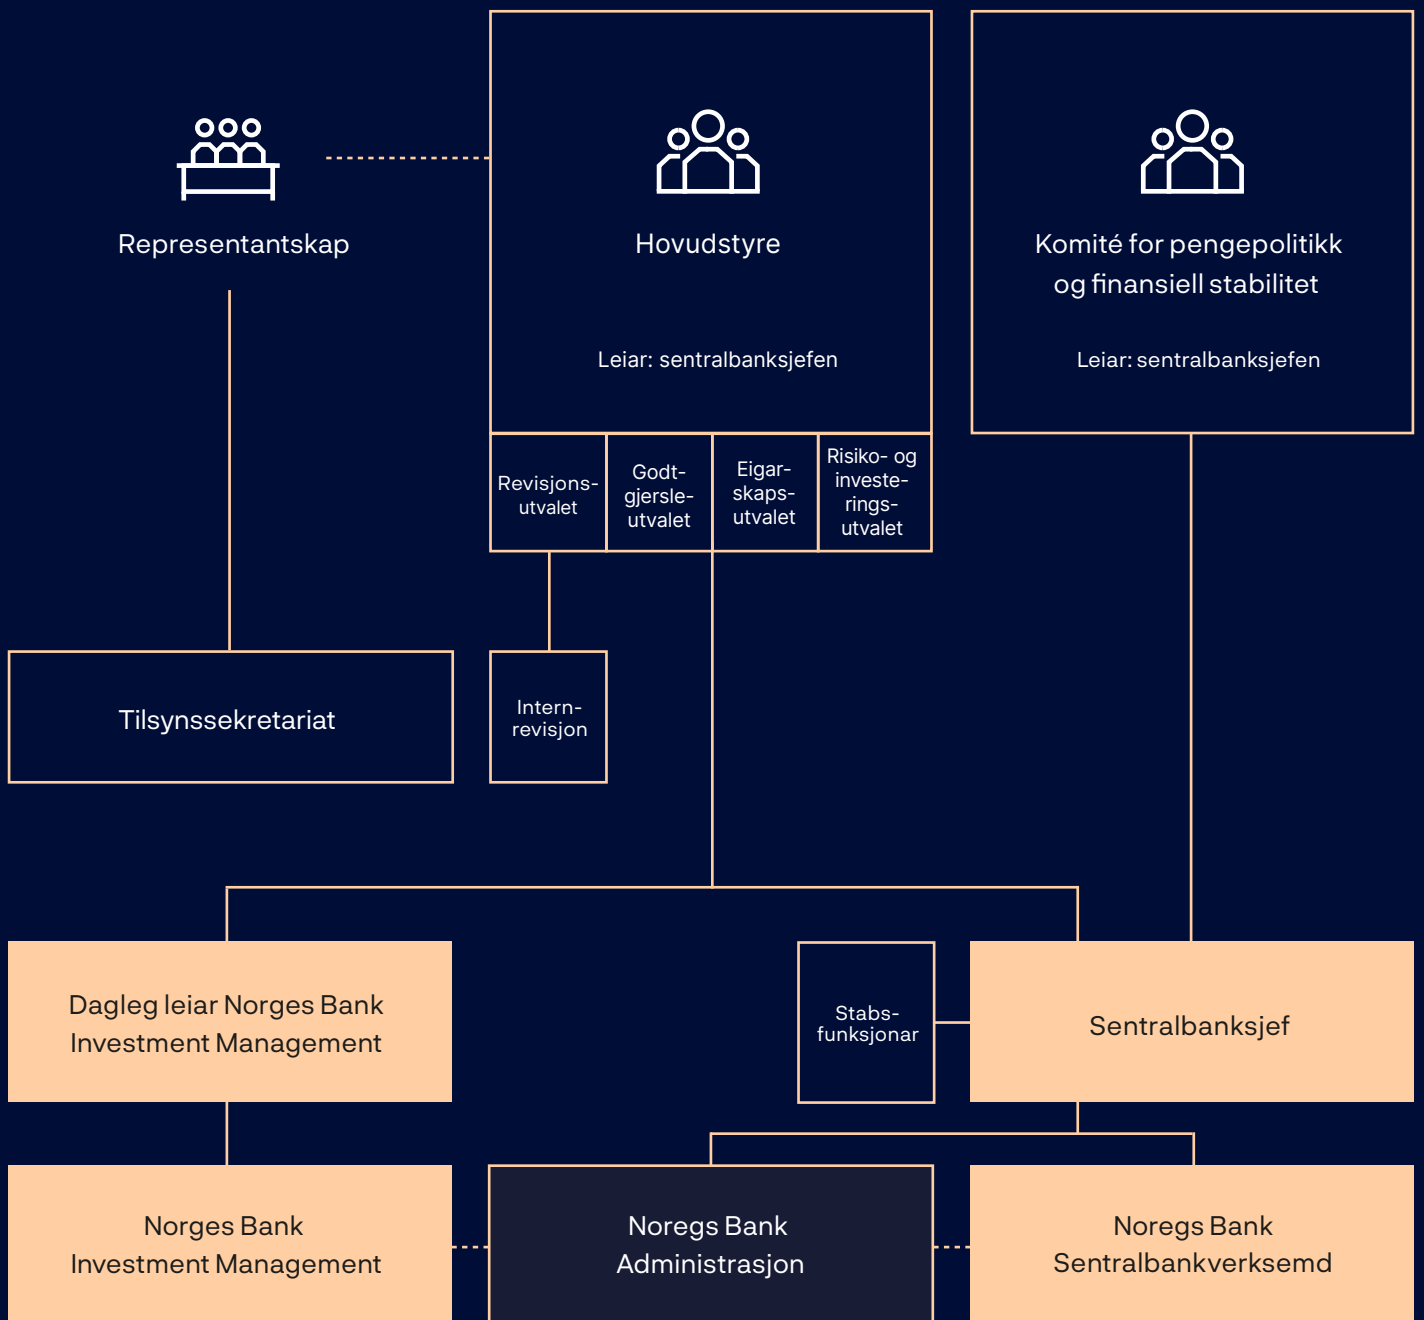 Representantskap
Hovudstyre
Leiar: sentralbanksjefen
Komité for pengepolitikk
og finansiell stabilitet
Leiar: sentralbanksjefen
Revisjons-
utvalet
Godt-
gjersle-
utvalet
Eigar-
skaps-
utvalet
Risiko- og
investe-
rings-
utvalet
Tilsynssekretariat
Intern-
revisjon
Dagleg leiar Norges Bank
Investment Management
Stabs-
funksjonar
Sentralbanksjef
Norges Bank
Investment Management
Noregs Bank
Administrasjon
Noregs Bank
Sentralbankverksemd